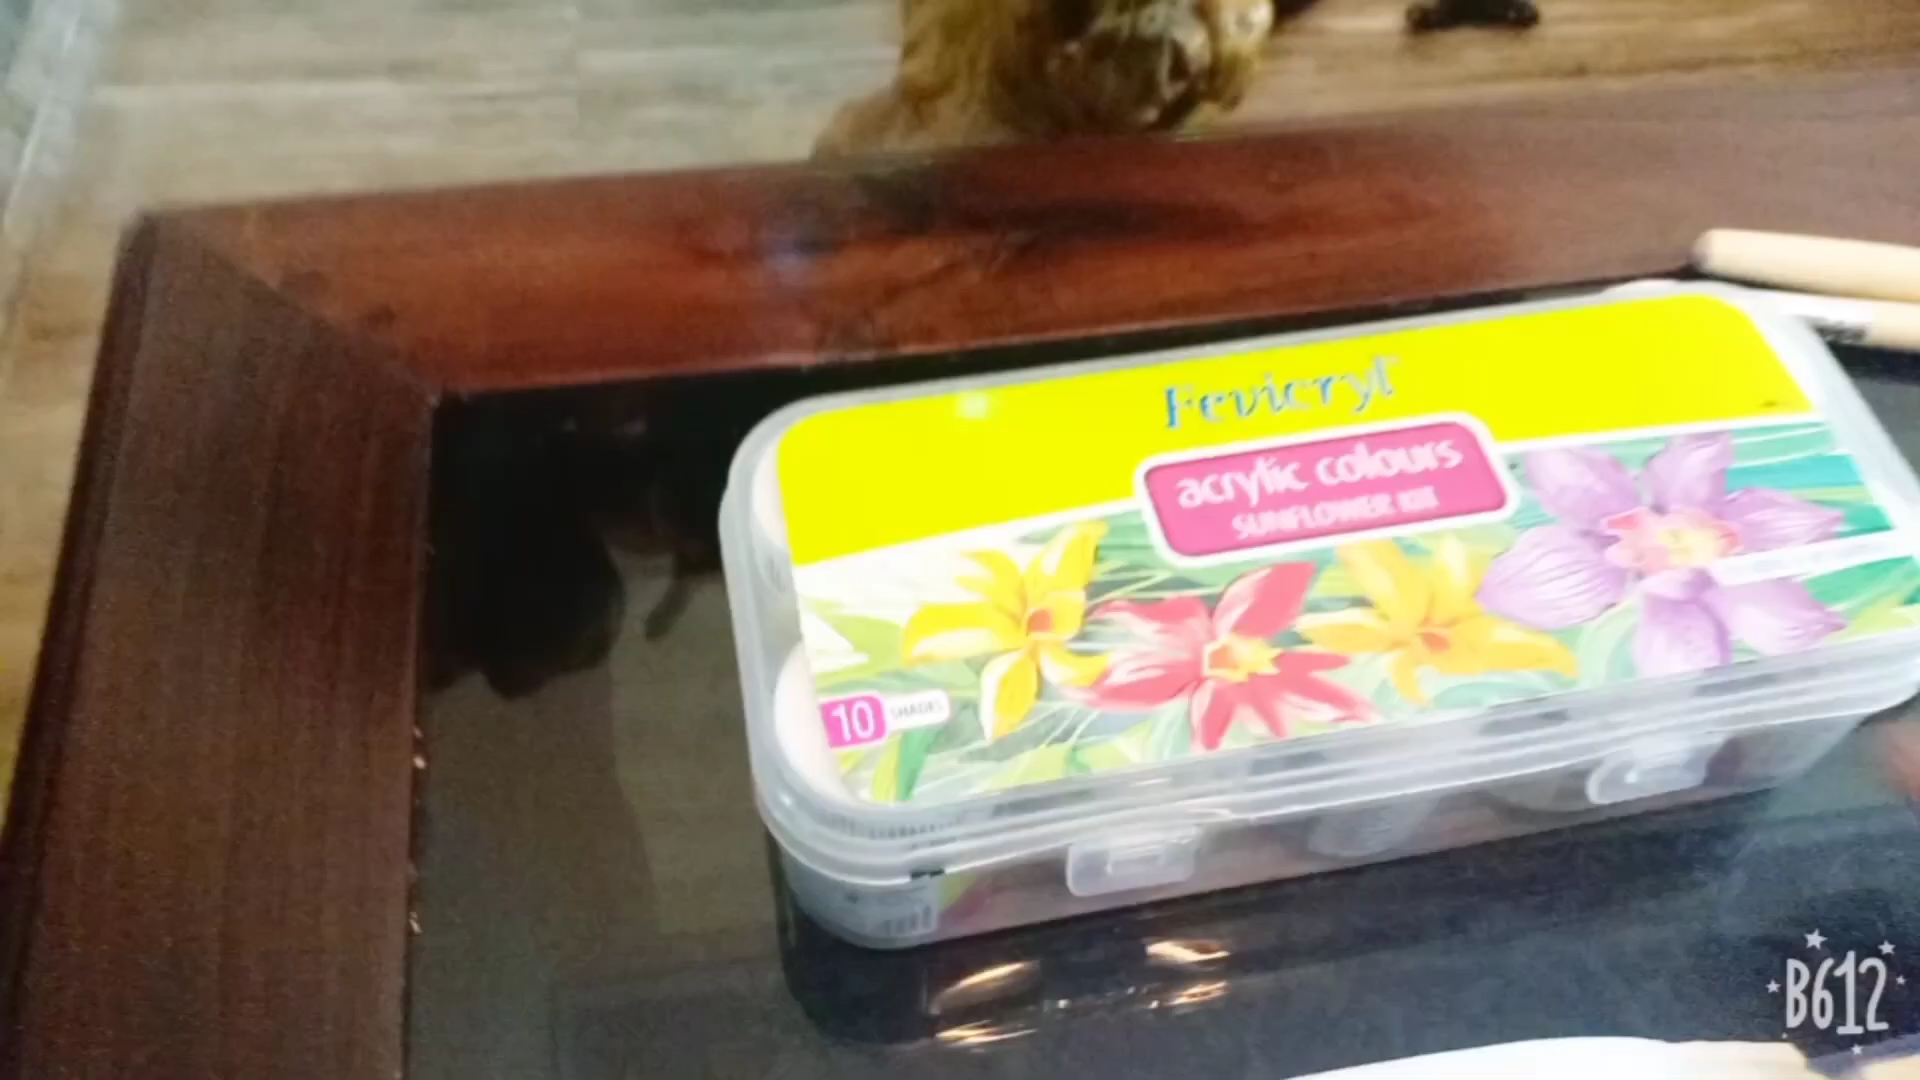 Fevicryl
acrylic colours
SUNFLOWER KIT
10 SHADES
B612